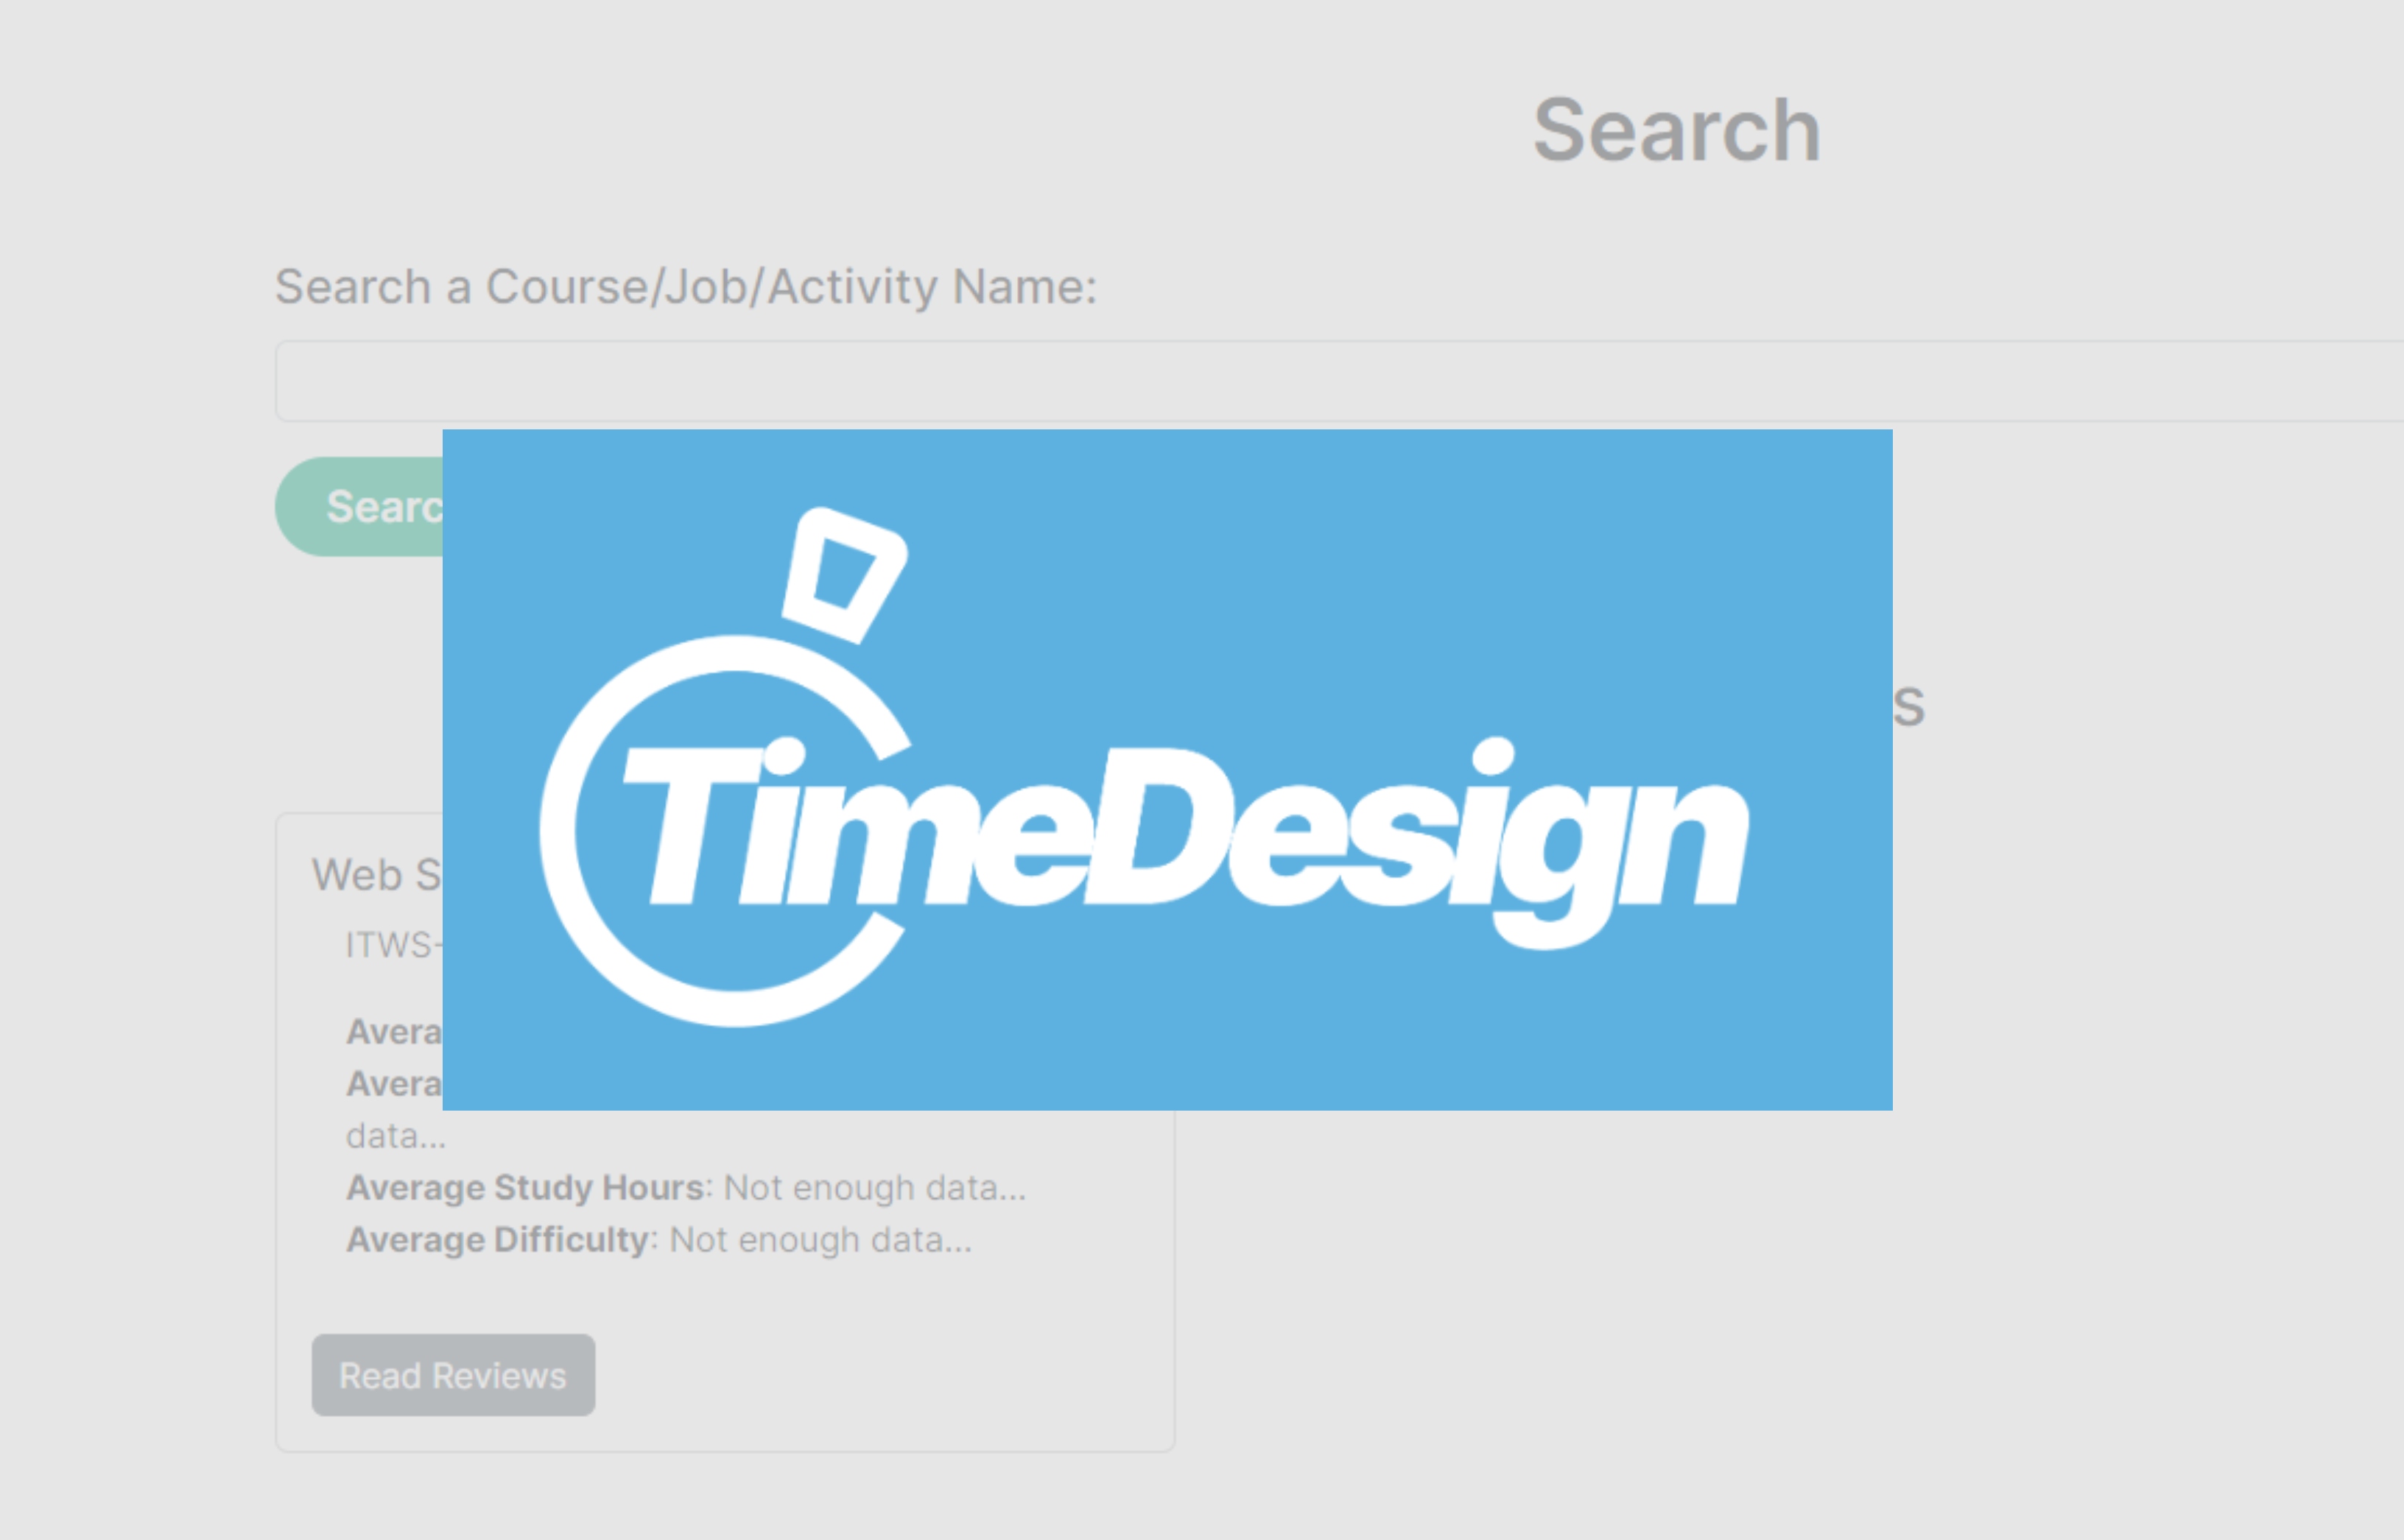 Search
Search a Course/Job/Activity Name:
Searc
s
TimeDesign
Web S
ITWS-
Avera
Avera
data...
Average Study Hours: Not enough data...
Average Difficulty: Not enough data...
Read Reviews